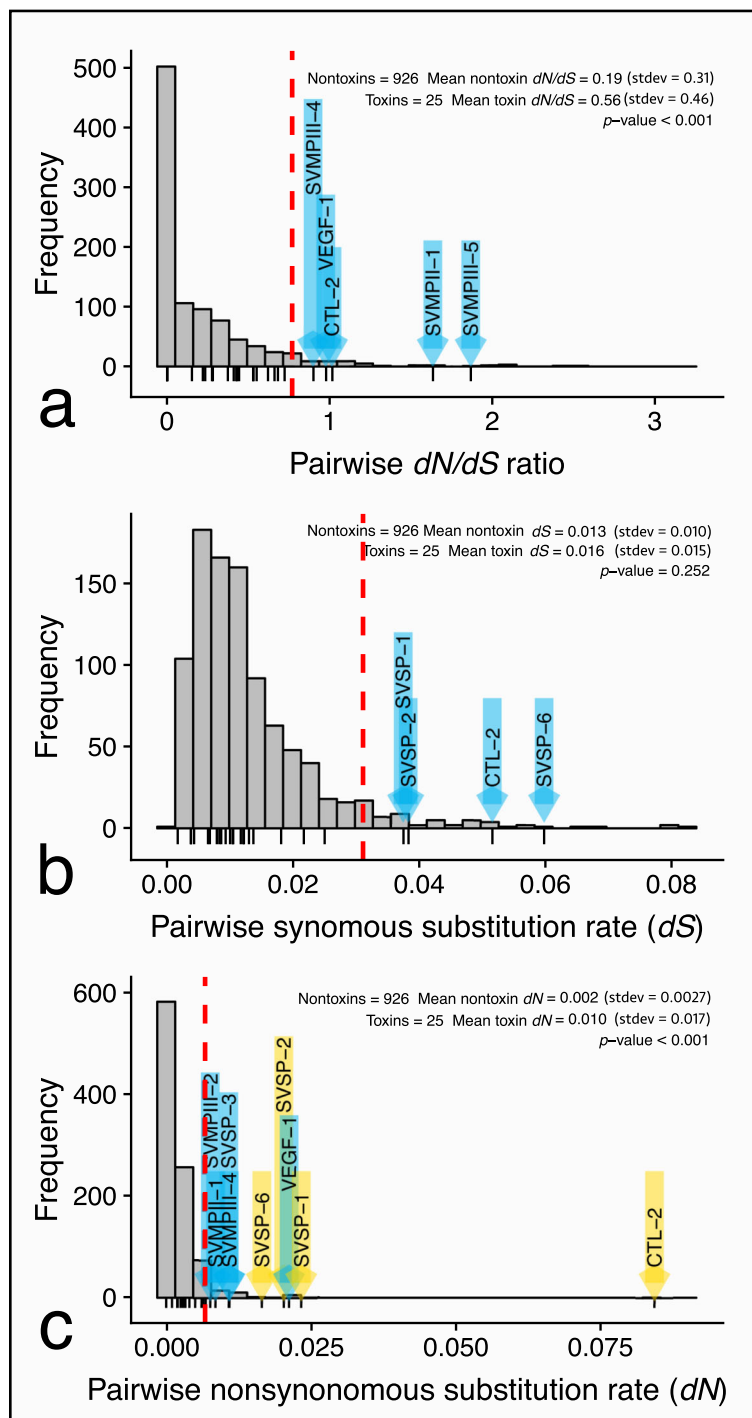 Nontoxins = 926 Mean nontoxin dN/dS = 0.19 (stdev = 0.31)
Toxins = 25 Mean toxin dN/dS = 0.56 (stdev = 0.46)
p–value < 0.001
500
400
300
200
100
0
Frequency
SVMPIII–4
VEGF–1
CTL–2
SVMPII–1
SVMPIII–5
0
1
2
3
a
Pairwise dN/dS ratio
Nontoxins = 926 Mean nontoxin dS = 0.013 (stdev = 0.010)
Toxins = 25 Mean toxin dS = 0.016 (stdev = 0.015)
p–value = 0.252
150
100
50
0
Frequency
SVSP–1
SVSP–2
CTL–2
SVSP–6
0.00
0.02
0.04
0.06
0.08
b
Pairwise synomous substitution rate (dS)
Nontoxins = 926 Mean nontoxin dN = 0.002 (stdev = 0.0027)
Toxins = 25 Mean toxin dN = 0.010 (stdev = 0.017)
p–value < 0.001
600
400
200
0
Frequency
SVMPIII–2
SVSP–3
SVMPII–1
SVMPIIi–4
SVSP–6
SVSP–2
VEGF–1
SVSP–1
CTL–2
0.000
0.025
0.050
0.075
c
Pairwise nonsynonomous substitution rate (dN)